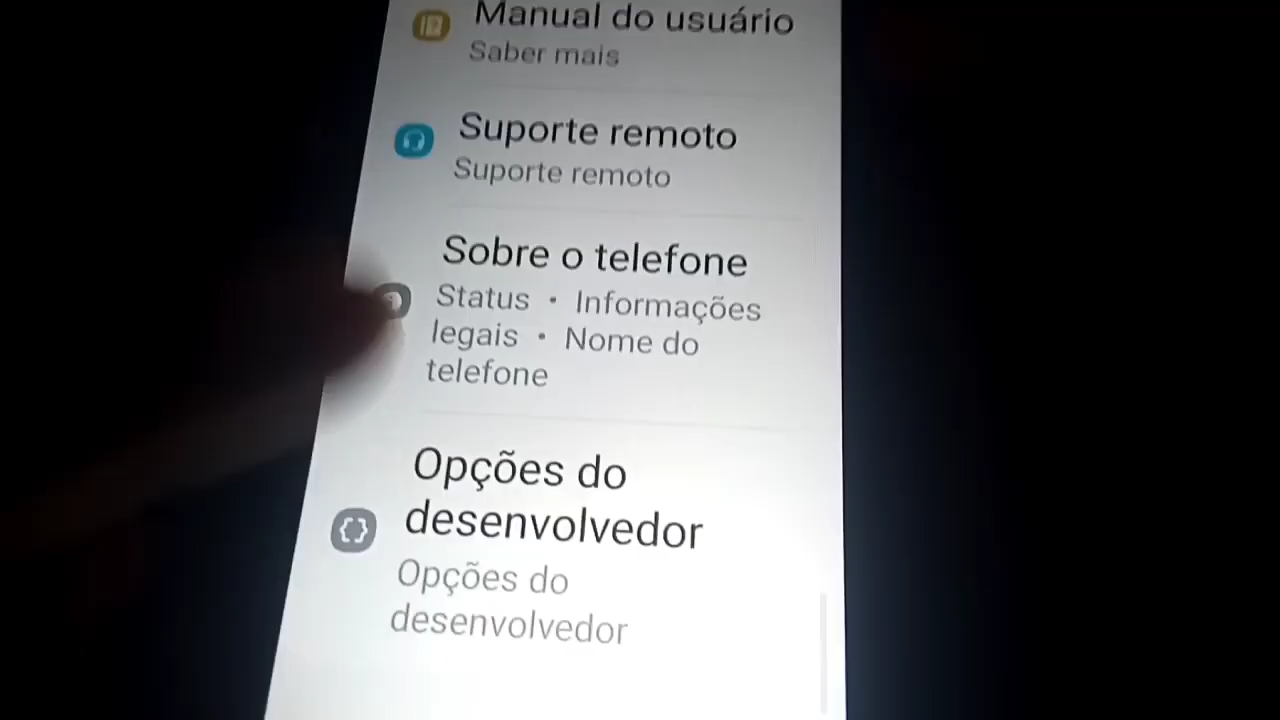 Manual do usuário
Saber mais
Suporte remoto
Suporte remoto
Sobre o telefone
Status • Informações
legais • Nome do
telefone
Opções do
desenvolvedor
Opções do
desenvolvedor